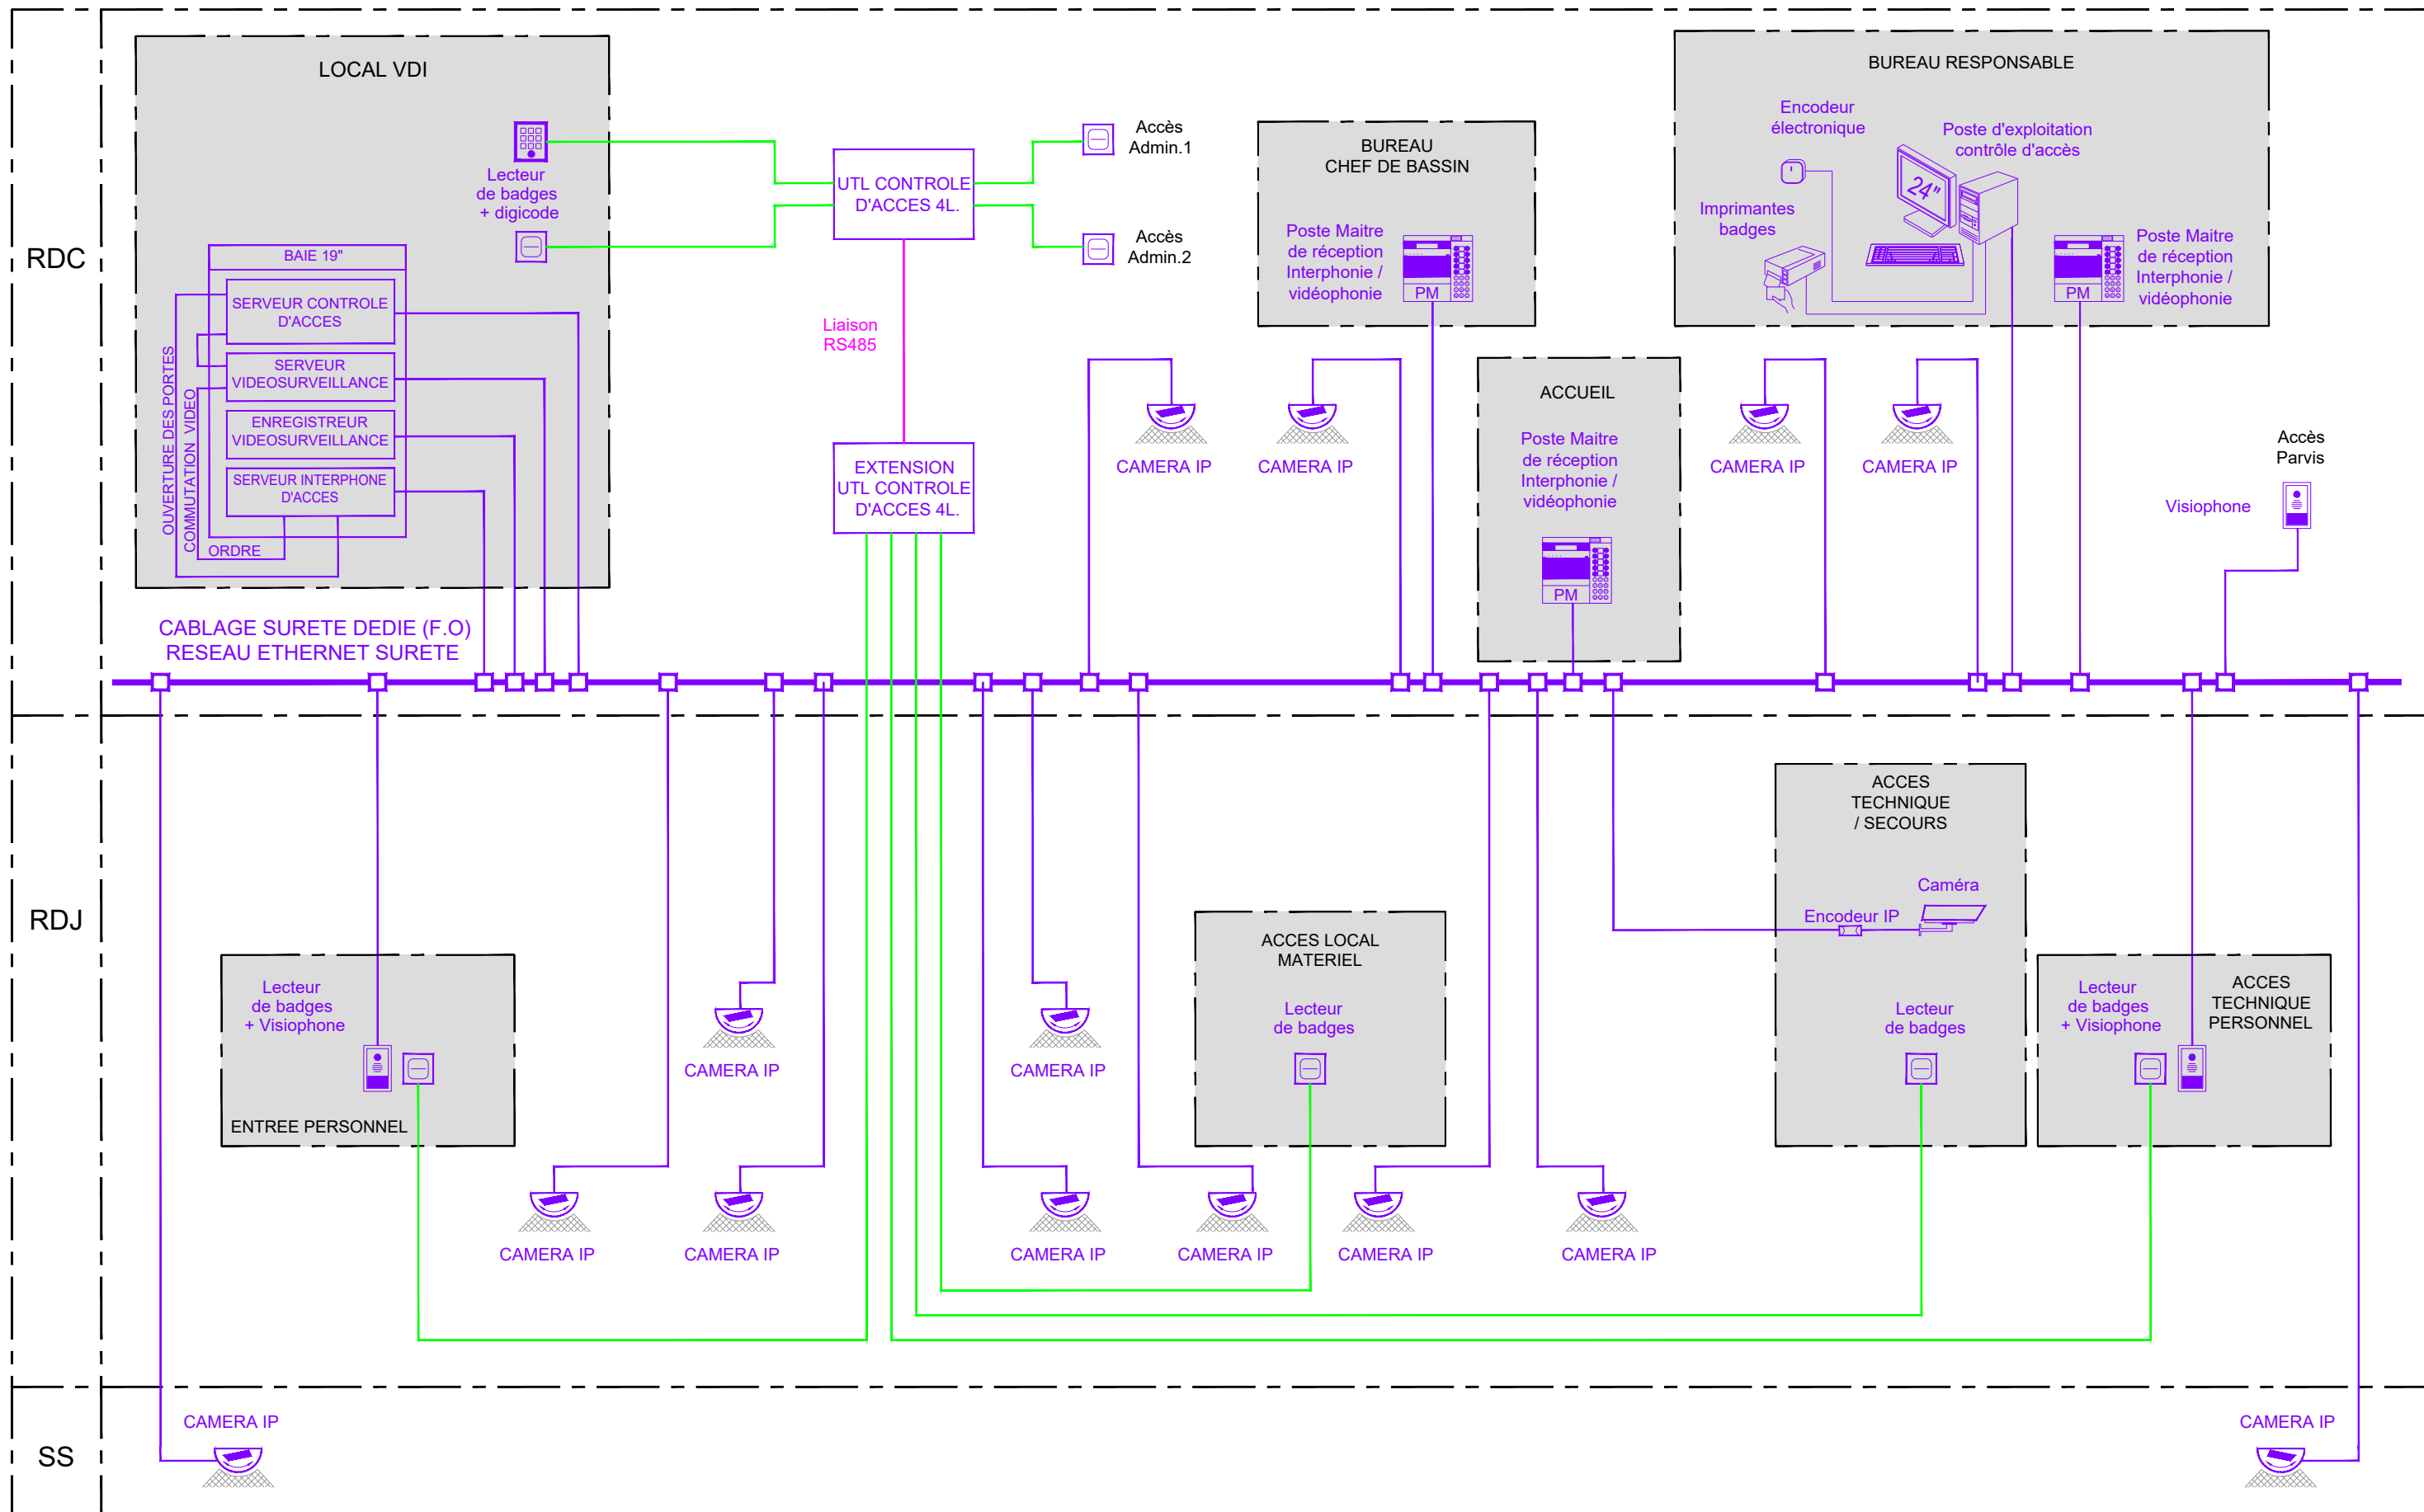 RDC
LOCAL VDI
Lecteur
de badges
+ digicode
BAIE 19"
SERVEUR CONTROLE
D'ACCES
SERVEUR
VIDEOSURVEILLANCE
ENREGISTREUR
VIDEOSURVEILLANCE
SERVEUR INTERPHONE
D'ACCES
OUVERTURE DES PORTES
COMMUTATION VIDEO
ORDRE
UTL CONTROLE
D'ACCES 4L.
Accès
Admin.1
Accès
Admin.2
Liaison
RS485
EXTENSION
UTL CONTROLE
D'ACCES 4L.
BUREAU
CHEF DE BASSIN
Poste Maitre
de réception
Interphonie /
vidéophonie
PM
BUREAU RESPONSABLE
Encodeur
électronique
Poste d'exploitation
contrôle d'accès
24"
Imprimantes
badges
Poste Maitre
de réception
Interphonie /
vidéophonie
PM
CAMERA IP
CAMERA IP
ACCUEIL
Poste Maitre
de réception
Interphonie /
vidéophonie
PM
CAMERA IP
CAMERA IP
Accès
Parvis
Visiophone
CABLAGE SURETE DEDIE (F.O)
RESEAU ETHERNET SURETE
RDJ
Lecteur
de badges
+ Visiophone
ENTREE PERSONNEL
CAMERA IP
CAMERA IP
ACCES LOCAL
MATERIEL
Lecteur
de badges
ACCES
TECHNIQUE
/ SECOURS
Caméra
Encodeur IP
Lecteur
de badges
Lecteur
de badges
+ Visiophone
ACCES
TECHNIQUE
PERSONNEL
CAMERA IP
CAMERA IP
CAMERA IP
CAMERA IP
CAMERA IP
CAMERA IP
SS
CAMERA IP
CAMERA IP